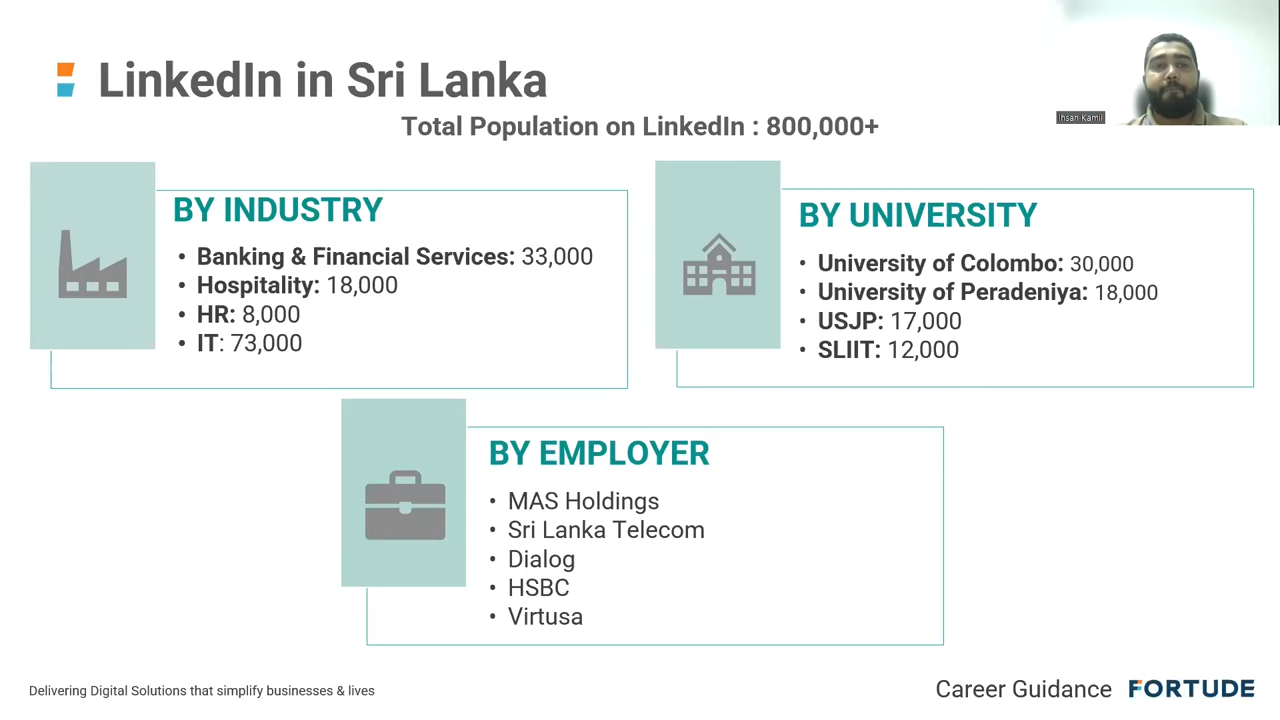 LinkedIn in Sri Lanka
Total Population on LinkedIn : 800,000+
Ihsan Kamil
BY INDUSTRY
• Banking & Financial Services: 33,000
• Hospitality: 18,000
• HR: 8,000
• IT: 73,000
BY UNIVERSITY
• University of Colombo: 30,000
• University of Peradeniya: 18,000
• USJP: 17,000
• SLIIT: 12,000
BY EMPLOYER
• MAS Holdings
• Sri Lanka Telecom
• Dialog
• HSBC
• Virtusa
Delivering Digital Solutions that simplify businesses & lives
Career Guidance FORTUDE